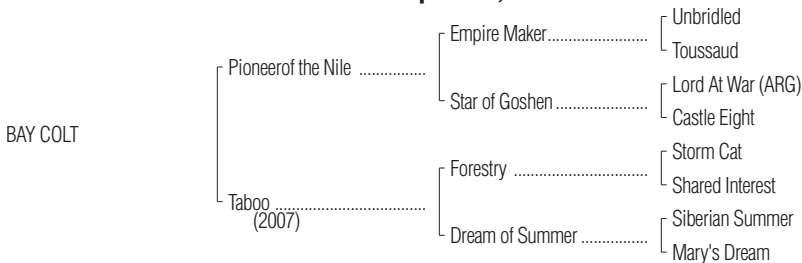 Unbridled
Empire Maker......................
Toussaud
Pioneerof the Nile ................
Lord At War (ARG)
Star of Goshen....................
Castle Eight
BAY COLT
Storm Cat
Forestry .............................
Shared Interest
Taboo ...................................
(2007)
Siberian Summer
Dream of Summer ..............
Mary's Dream